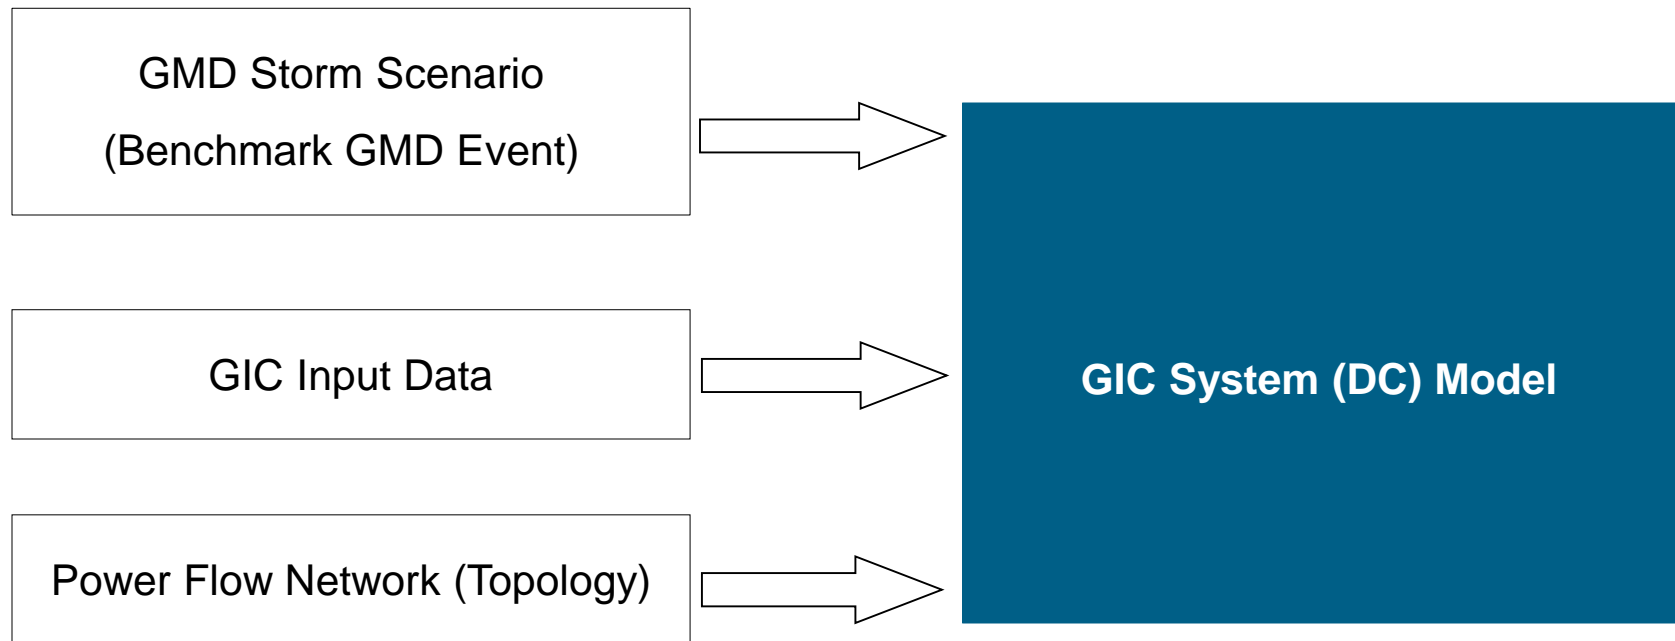 GMD Storm Scenario
(Benchmark GMD Event)
GIC Input Data
GIC System (DC) Model
Power Flow Network (Topology)